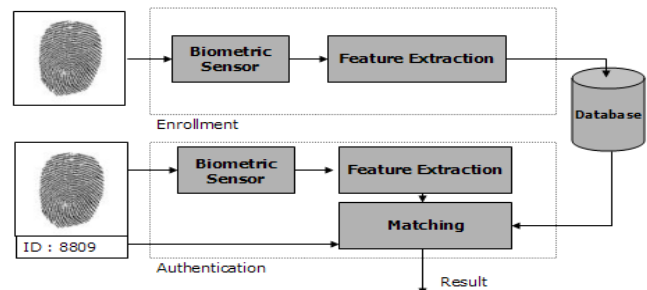 Biometric
Sensor
Feature Extraction
Enrollment
Database
Biometric
Sensor
Feature Extraction
Matching
ID : 8809
Authentication
Result